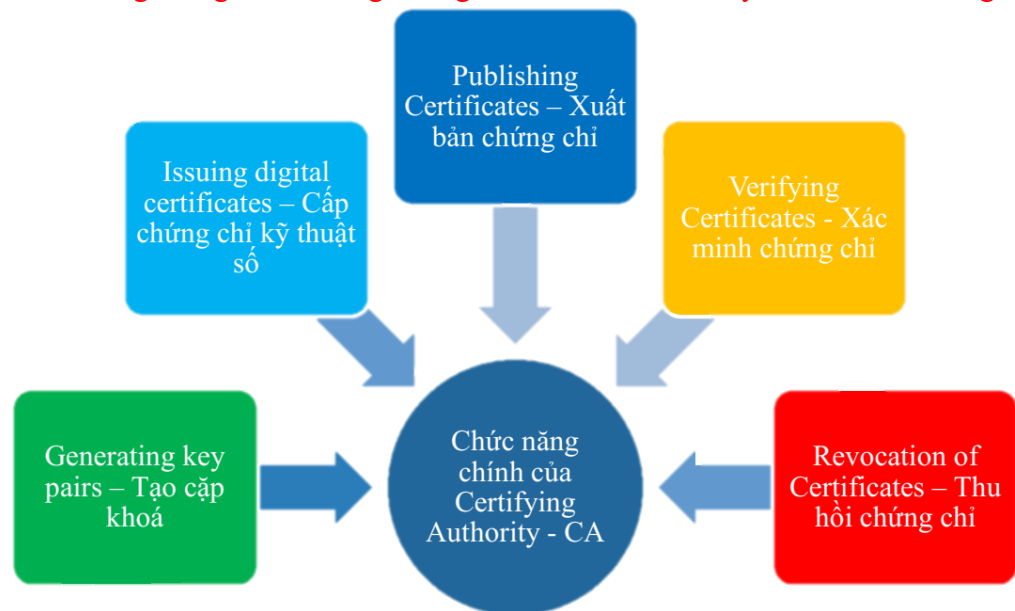 Publishing
Certificates – Xuất
bản chứng chỉ
Issuing digital
certificates – Cấp
chứng chỉ kỹ thuật
số
Verifying
Certificates - Xác
minh chứng chỉ
Generating key
pairs – Tạo cặp
khoá
Chức năng
chính của
Certifying
Authority - CA
Revocation of
Certificates – Thu
hồi chứng chỉ